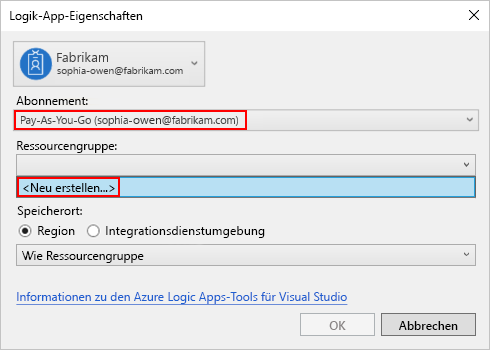 Logik-App-Eigenschaften
Fabrikam
sophia-owen@fabrikam.com
Abonnement:
Pay-As-You-Go (sophia-owen@fabrikam.com)
Ressourcengruppe:
<Neu erstellen...>
Speicherort:
Region Integrationsdienstumgebung
Wie Ressourcengruppe
Informationen zu den Azure Logic Apps-Tools für Visual Studio
OK Abbrechen